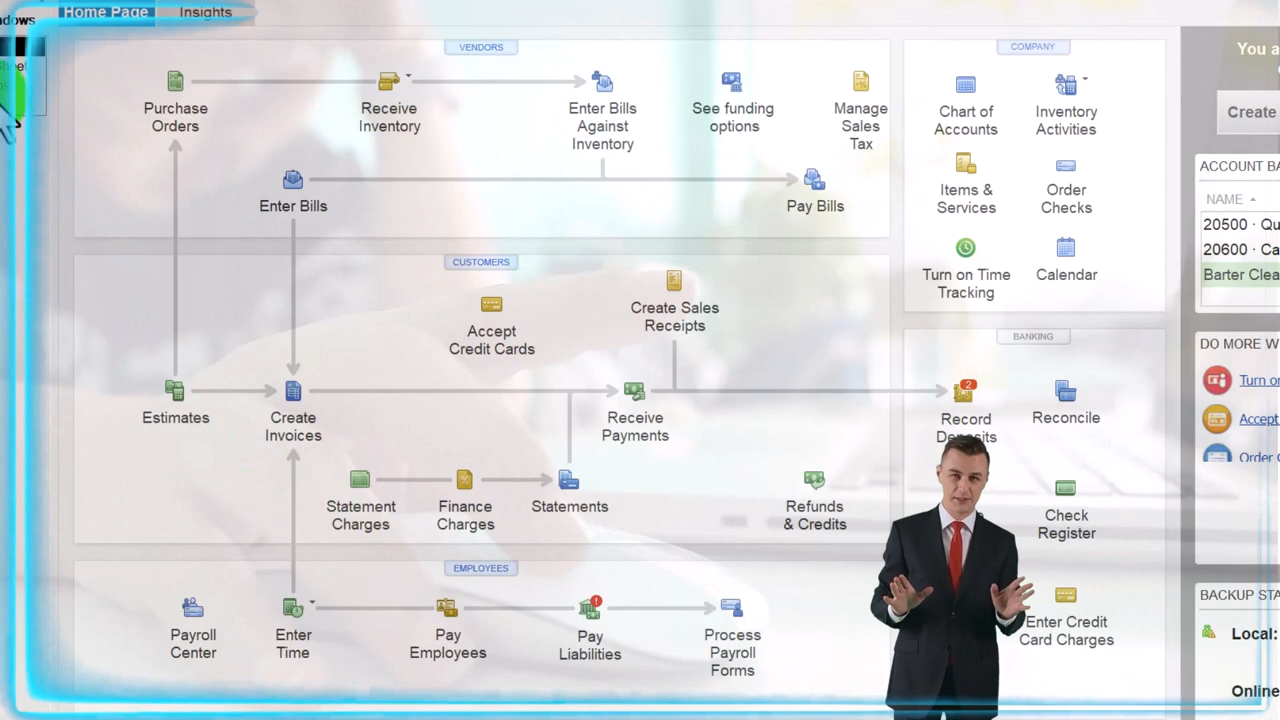 ndows
Home Page
Insights
VENDORS
Purchase
Orders
Receive
Inventory
Enter Bills
Against
Inventory
See funding
options
Manage
Sales
Tax
Enter Bills
Pay Bills
CUSTOMERS
Accept
Credit Cards
Create Sales
Receipts
Estimates
Create
Invoices
Receive
Payments
Statement
Charges
Finance
Charges
Statements
Refunds
& Credits
EMPLOYEES
Payroll
Center
Enter
Time
Pay
Employees
!
Pay
Liabilities
Process
Payroll
Forms
COMPANY
Chart of
Accounts
Inventory
Activities
Items &
Services
Order
Checks
Turn on Time
Tracking
Calendar
BANKING
2
Record
Reconcile
Check
Register
Enter Credit
Card Charges
You a
Create
ACCOUNT BA
NAME
20500 · Qu
20600 · Ca
Barter Clea
DO MORE W
Turn on
Accept
Order
BACKUP STA
Local:
Online